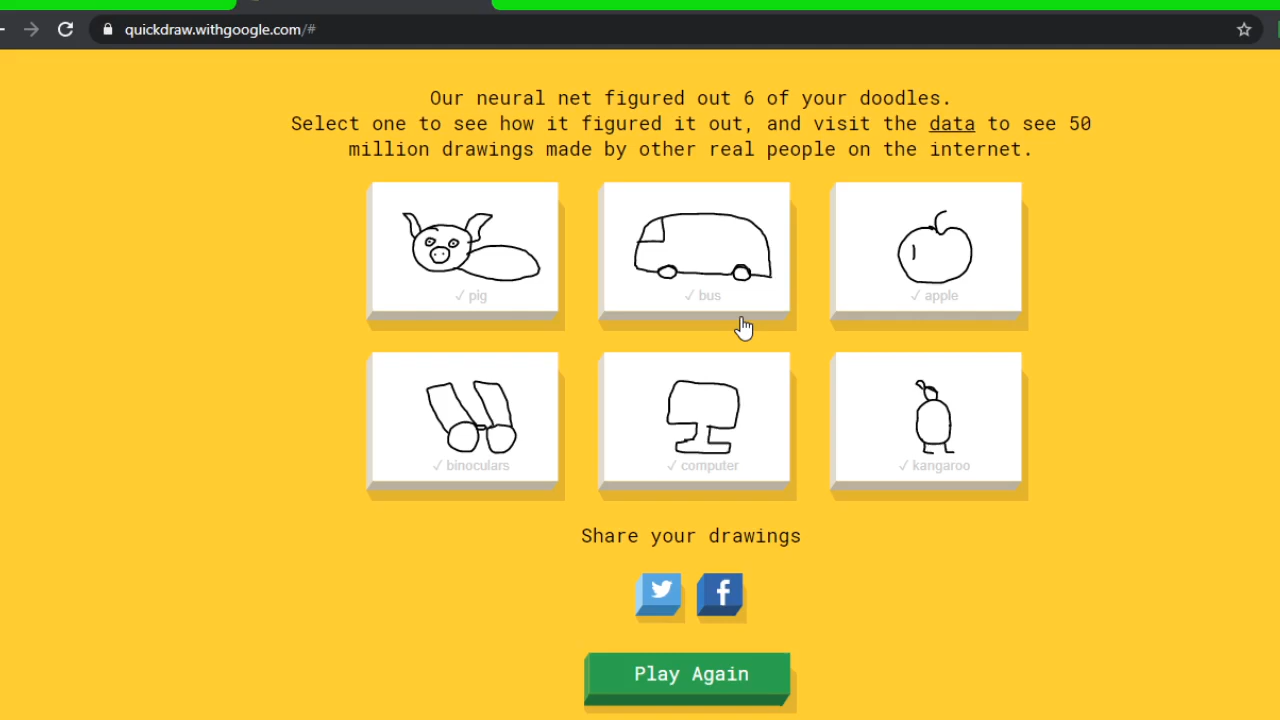 quickdraw.withgoogle.com/#
Our neural net figured out 6 of your doodles.
Select one to see how it figured it out, and visit the data to see 50
million drawings made by other real people on the internet.
✓ pig
✓ bus
✓ apple
✓ binoculars
✓ computer
✓ kangaroo
Share your drawings
Play Again